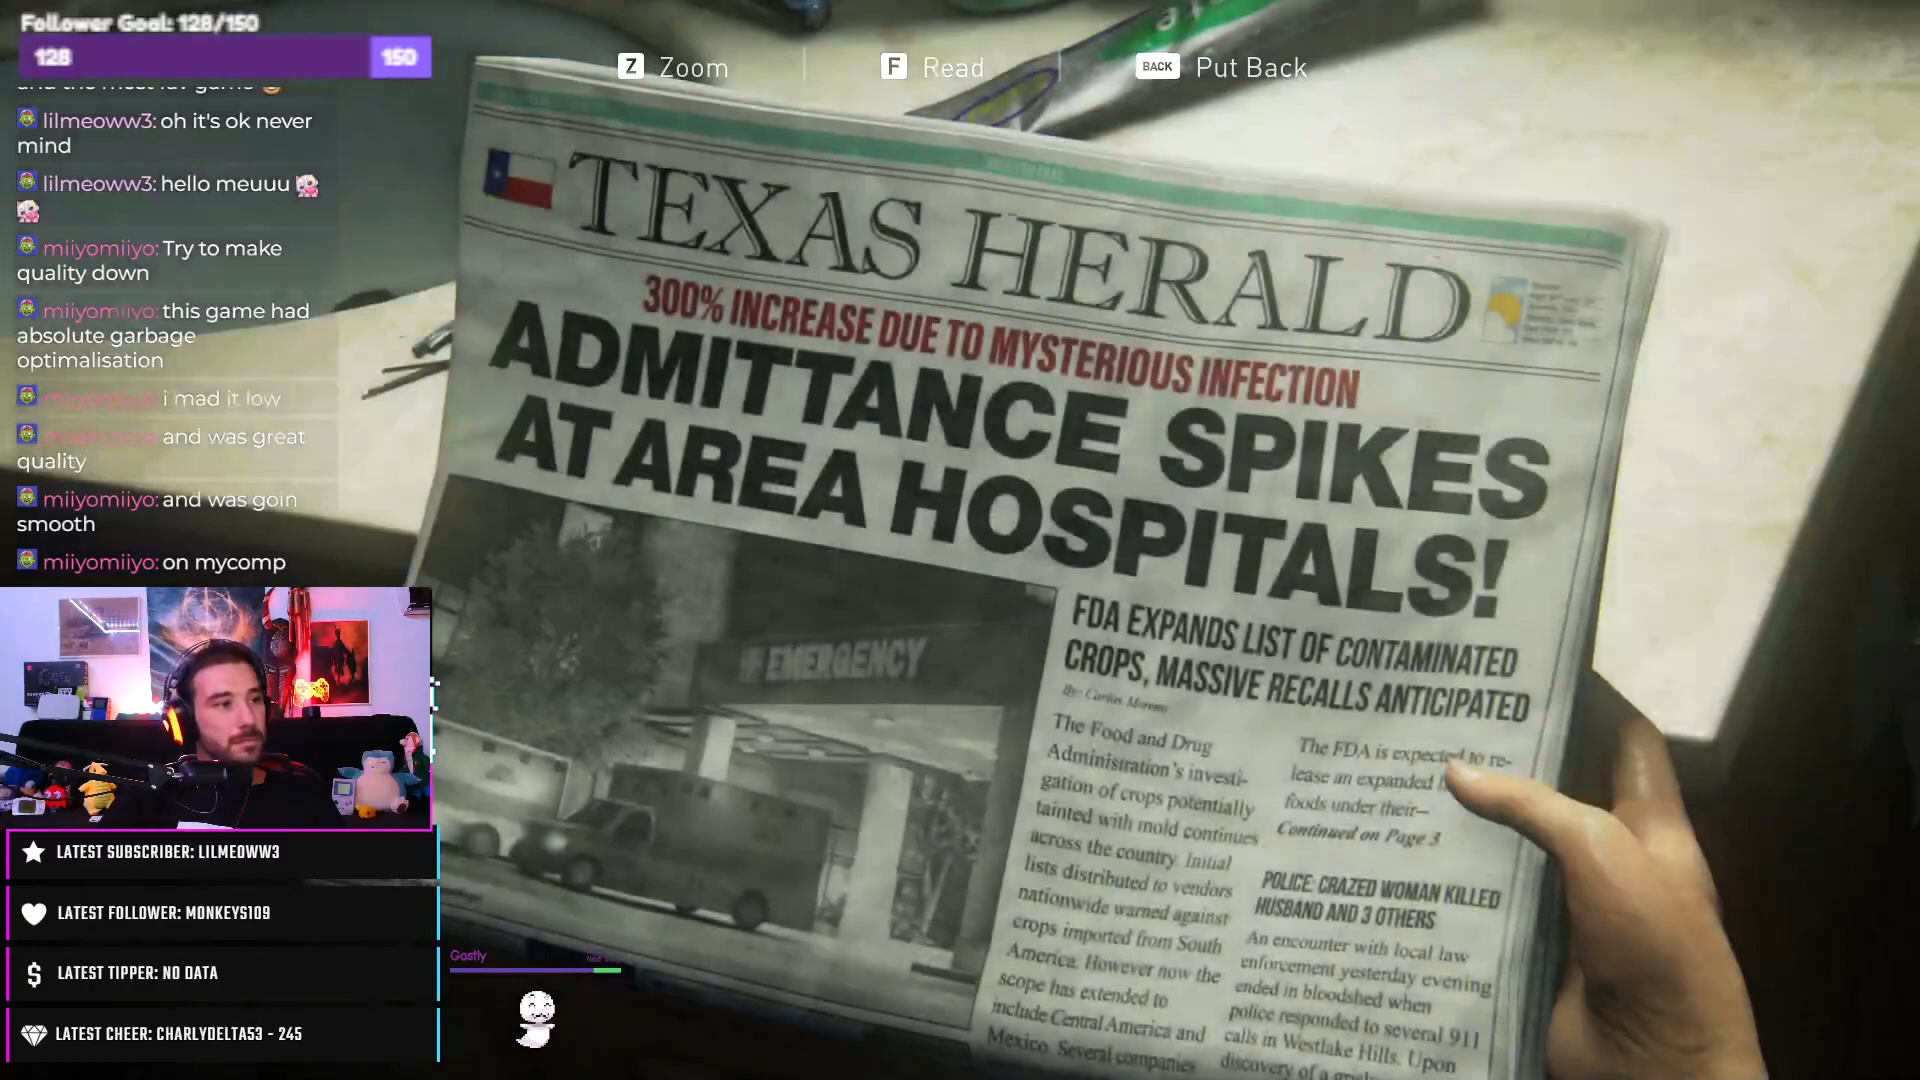 Follower Goal: 128/150
128
150
Z Zoom
F Read
BACK Put Back
lilmeoww3: oh it's ok never
mind
lilmeoww3: hello meuuu
miiyomiiyo: Try to make
quality down
miiyomiiyo: this game had
absolute garbage
optimalisation
miiyomiiyo: i mad it low
miiyomiiyo: and was great
quality
miiyomiiyo: and was goin
smooth
miiyomiiyo: on mycomp
LATEST SUBSCRIBER: LILMEOWW3
LATEST FOLLOWER: MONKEYS109
LATEST TIPPER: NO DATA
LATEST CHEER: CHARLYDELTA53 - 245
Gastly
TEXAS HERALD
300% INCREASE DUE TO MYSTERIOUS INFECTION
ADMITTANCE SPIKES
AT AREA HOSPITALS!
EMERGENCY
FDA EXPANDS LIST OF CONTAMINATED
CROPS, MASSIVE RECALLS ANTICIPATED
By: Carlos Moreno
The Food and Drug
Administration's investi-
gation of crops potentially
tainted with mold continues
across the country. Initial
lists distributed to vendors
nationwide warned against
crops imported from South
America. However now the
scope has extended to
include Central America and
Mexico. Several companies
The FDA is expected to re-
lease an expanded
foods under their—
Continued on Page 3
POLICE: CRAZED WOMAN KILLED
HUSBAND AND 3 OTHERS
An encounter with local law
enforcement yesterday evening
ended in bloodshed when
police responded to several 911
calls in Westlake Hills. Upon
discovery of a